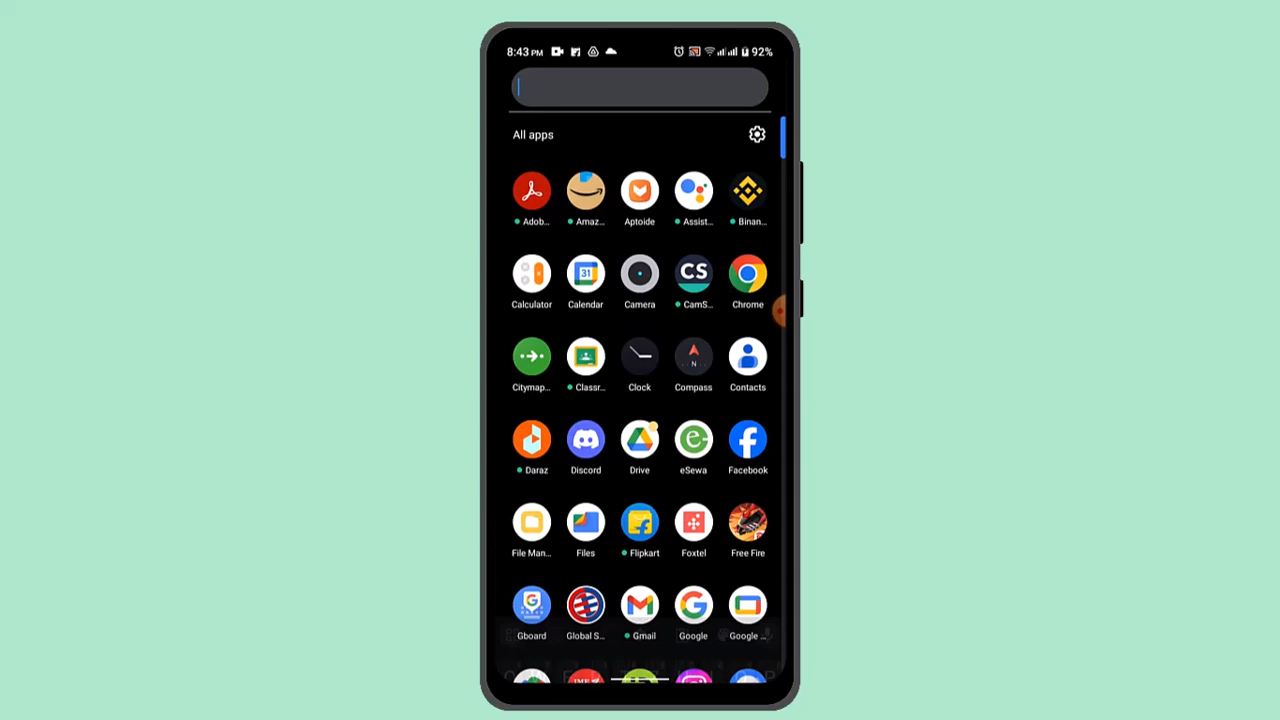 8:43 PM 92%
All apps
Adob... Amaz... Aptoide Assist... Binan...
31 CS
Calculator Calendar Camera CamS... Chrome
N
Citymap... Classr... Clock Compass Contacts
Daraz Discord Drive eSewa Facebook
File Man... Files Flipkart Foxtel Free Fire
Gboard Global S... Gmail Google Google ...